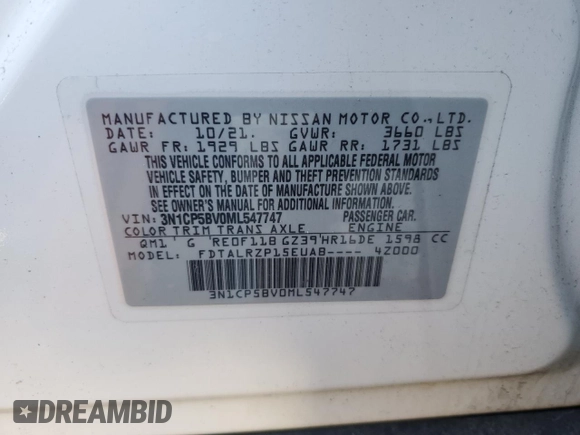 MANUFACTURED BY NISSAN MOTOR CO.,LTD.
DATE: 10/21. GVWR: 3660 LBS
GAWR FR: 1929 LBS GAWR RR: 1731 LBS
THIS VEHICLE CONFORMS TO ALL APPLICABLE FEDERAL MOTOR
VEHICLE SAFETY, BUMPER AND THEFT PREVENTION STANDARDS
IN EFFECT ON THE DATE OF MANUFACTURE SHOWN ABOVE.
SEE OWNER'S MANUAL FOR ADDITIONAL INFORMATION.
VIN: 3N1CP5BV0ML547747 PASSENGER CAR.
COLOR TRIM TRANS AXLE ENGINE
QM1 G RE0F11B GZ39 HR16DE 1598 CC
MODEL: FDTALRZP15EUAB---- 4Z000
3N1CP5BV0ML547747
DREAMBID